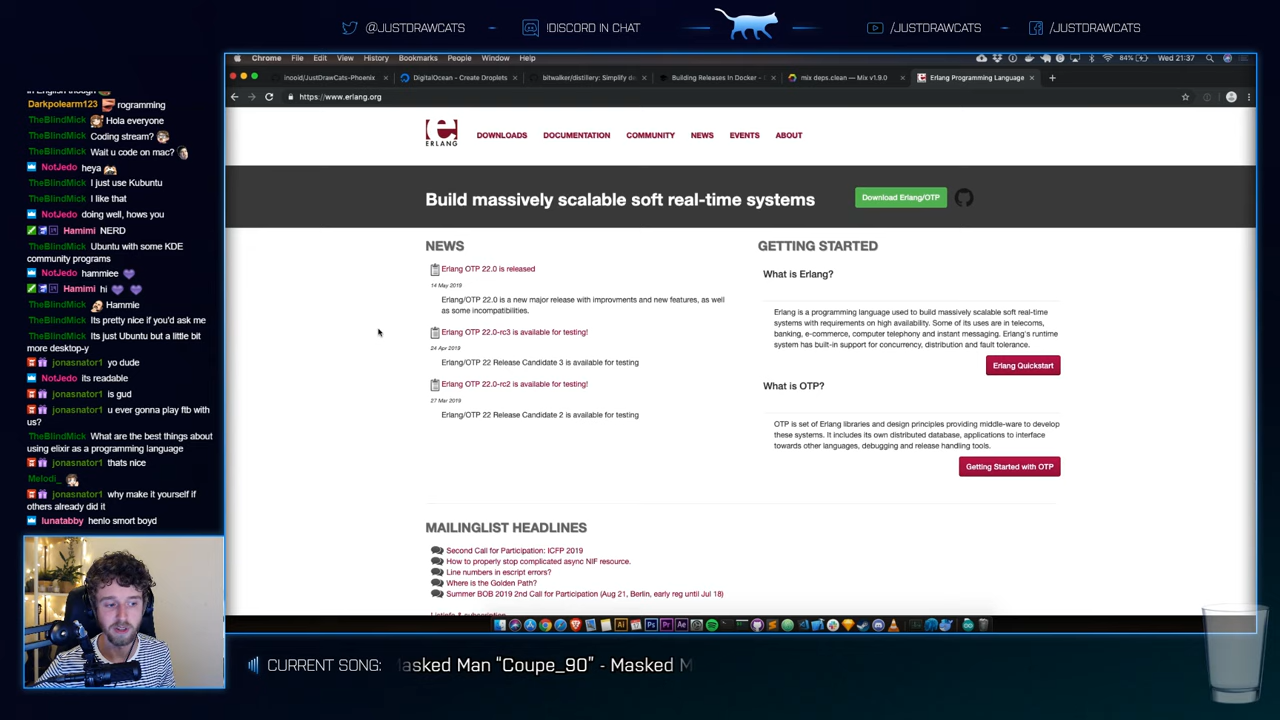 @JUSTDRAWCATS
!DISCORD IN CHAT
/JUSTDRAWCATS
/JUSTDRAWCATS
Chrome File Edit View History Bookmarks People Window Help
84% Wed 21:37
inooid/JustDrawCats-Phoenix
DigitalOcean - Create Droplets
bitwalker/distillery: Simplify de
Building Releases In Docker -
mix deps.clean — Mix v1.9.0
Erlang Programming Language
https://www.erlang.org
Darkpolearm123 rogramming
TheBlindMick Hola everyone
TheBlindMick Coding stream?
TheBlindMick Wait u code on mac?
NotJedo heya
TheBlindMick I just use Kubuntu
TheBlindMick I like that
NotJedo doing well, hows you
Hamimi NERD
TheBlindMick Ubuntu with some KDE
community programs
NotJedo hammiee
Hamimi hi
TheBlindMick Hammie
TheBlindMick Its pretty nice if you'd ask me
TheBlindMick Its just Ubuntu but a little bit
more desktop-y
jonasnator1 yo dude
NotJedo Its readable
jonasnator1 is gud
jonasnator1 u ever gonna play ftb with
us?
TheBlindMick What are the best things about
using elixir as a programming language
jonasnator1 thats nice
Melodi_
jonasnator1 why make it yourself if
others already did it
lunatabby henlo smort boyd
ERLANG
DOWNLOADS DOCUMENTATION COMMUNITY NEWS EVENTS ABOUT
Build massively scalable soft real-time systems
Download Erlang/OTP
NEWS
Erlang OTP 22.0 is released
14 May 2019
Erlang/OTP 22.0 is a new major release with improvments and new features, as well
as some incompatibilities.
Erlang OTP 22.0-rc3 is available for testing!
24 Apr 2019
Erlang/OTP 22 Release Candidate 3 is available for testing
Erlang OTP 22.0-rc2 is available for testing!
27 Mar 2019
Erlang/OTP 22 Release Candidate 2 is available for testing
GETTING STARTED
What is Erlang?
Erlang is a programming language used to build massively scalable soft real-time
systems with requirements on high availability. Some of its uses are in telecoms,
banking, e-commerce, computer telephony and instant messaging. Erlang's runtime
system has built-in support for concurrency, distribution and fault tolerance.
Erlang Quickstart
What is OTP?
OTP is set of Erlang libraries and design principles providing middle-ware to develop
these systems. It includes its own distributed database, applications to interface
towards other languages, debugging and release handling tools.
Getting Started with OTP
MAILINGLIST HEADLINES
Second Call for Participation: ICFP 2019
How to properly stop complicated async NIF resource.
Line numbers in escript errors?
Where is the Golden Path?
Summer BOB 2019 2nd Call for Participation (Aug 21, Berlin, early reg until Jul 18)
CURRENT SONG:
Masked Man "Coupe_90" - Masked M